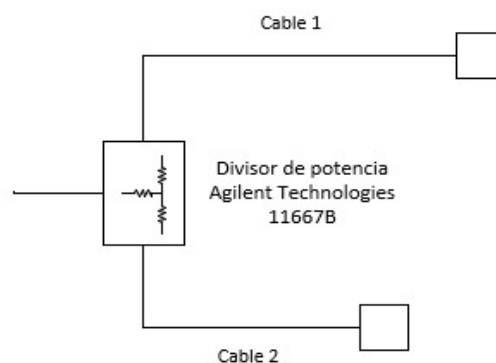 Cable 1
Divisor de potencia
Agilent Technologies
11667B
Cable 2